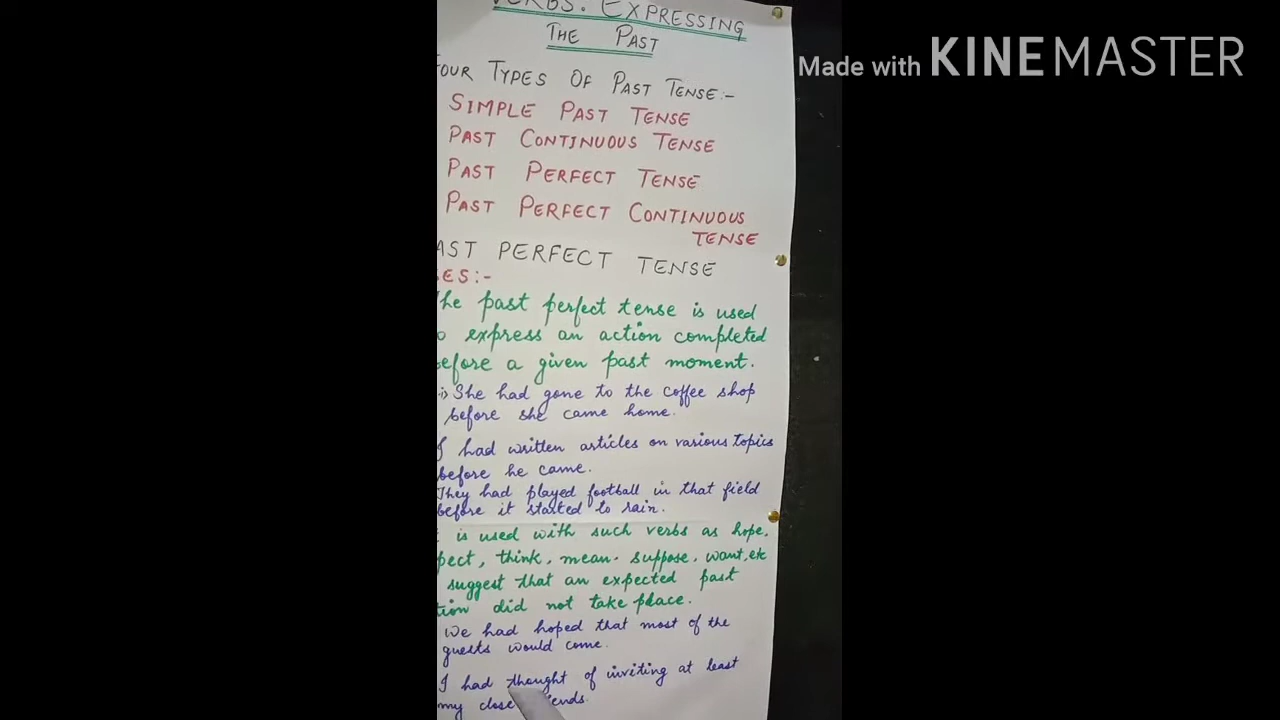 VERBS: EXPRESSING
THE PAST
Made with KINEMASTER
FOUR TYPES OF PAST TENSE:-
SIMPLE PAST TENSE
PAST CONTINUOUS TENSE
PAST PERFECT TENSE
PAST PERFECT CONTINUOUS
TENSE
AST PERFECT TENSE
ES:-
he past perfect tense is used
o express an action completed
efore a given past moment.
i) She had gone to the coffee shop
before she came home.
I had written articles on various topics
before he came.
They had played football in that field
before it started to rain.
is used with such verbs as hope,
pect, think, mean. suppose, want, etc
suggest that an expected past
tion did not take place.
We had hoped that most of the
guests would come.
I had thought of inviting at least
my close ends.